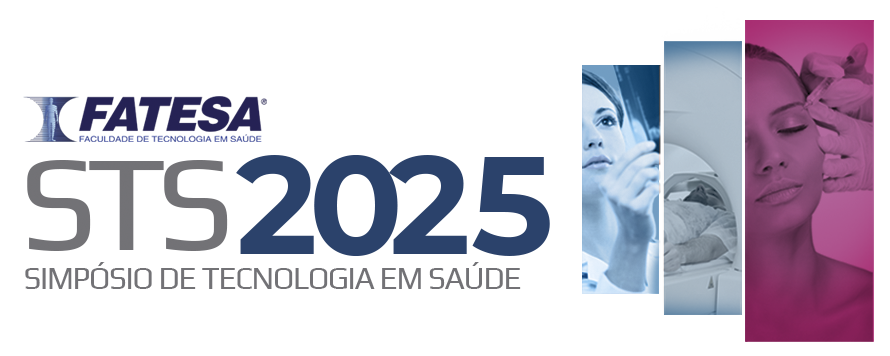 FATESA®
FACULDADE DE TECNOLOGIA EM SAÚDE
STS2025
SIMPÓSIO DE TECNOLOGIA EM SAÚDE